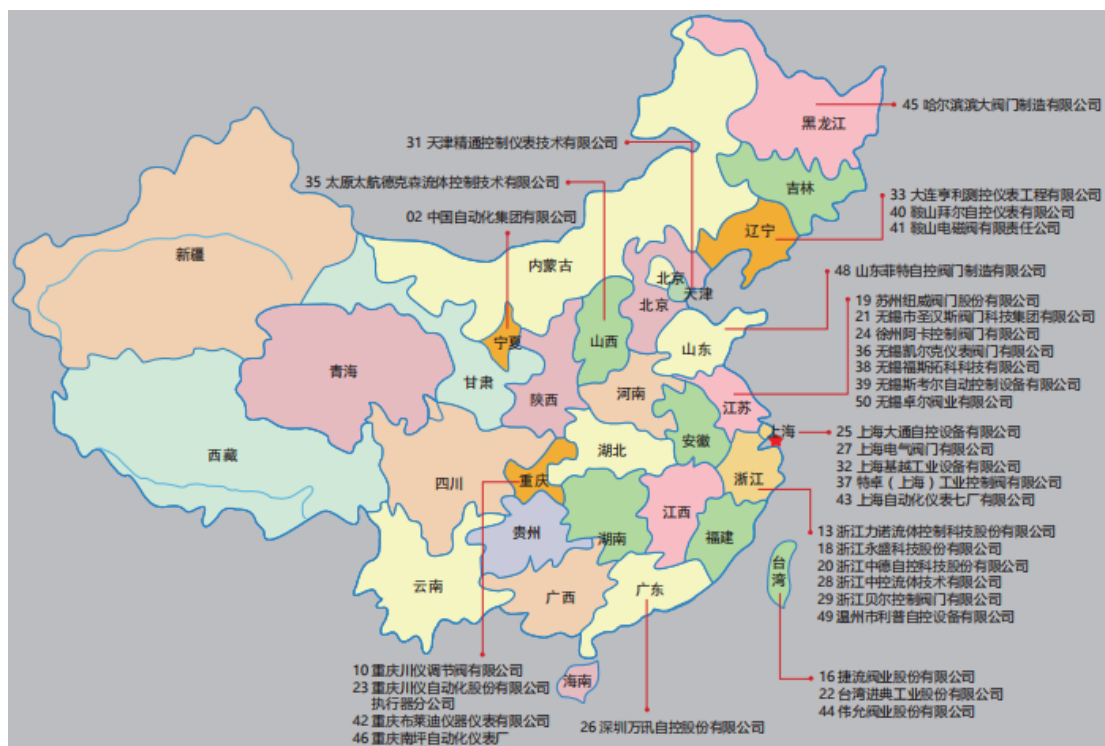 45 哈尔滨滨大阀门制造有限公司
黑龙江
31 天津精通控制仪表技术有限公司
35 太原太航德克森流体控制技术有限公司
吉林
33 大连亨利测控仪表工程有限公司
40 鞍山拜尔自控仪表有限公司
41 鞍山电磁阀有限责任公司
02 中国自动化集团有限公司
辽宁
新疆
内蒙古
北京
天津
北京
48 山东菲特自控阀门制造有限公司
宁夏
山西
山东
19 苏州纽威阀门股份有限公司
21 无锡市圣汉斯阀门科技集团有限公司
24 徐州阿卡控制阀门有限公司
36 无锡凯尔克仪表阀门有限公司
38 无锡福斯拓科科技有限公司
39 无锡斯考尔自动控制设备有限公司
50 无锡卓尔阀业有限公司
青海
甘肃
陕西
河南
江苏
上海
25 上海大通自控设备有限公司
27 上海电气阀门有限公司
32 上海基越工业设备有限公司
37 特卓（上海）工业控制阀有限公司
43 上海自动化仪表七厂有限公司
西藏
四川
重庆
湖北
安徽
浙江
贵州
湖南
江西
福建
13 浙江力诺流体控制科技股份有限公司
18 浙江永盛科技股份有限公司
20 浙江中德自控科技股份有限公司
28 浙江中控流体技术有限公司
29 浙江贝尔控制阀门有限公司
49 温州市利普自控设备有限公司
台湾
云南
广西
广东
10 重庆川仪调节阀有限公司
23 重庆川仪自动化股份有限公司
执行器分公司
42 重庆布莱迪仪器仪表有限公司
46 重庆南坪自动化仪表厂
海南
26 深圳万讯自控股份有限公司
16 捷流阀业股份有限公司
22 台湾进典工业股份有限公司
44 伟允阀业股份有限公司